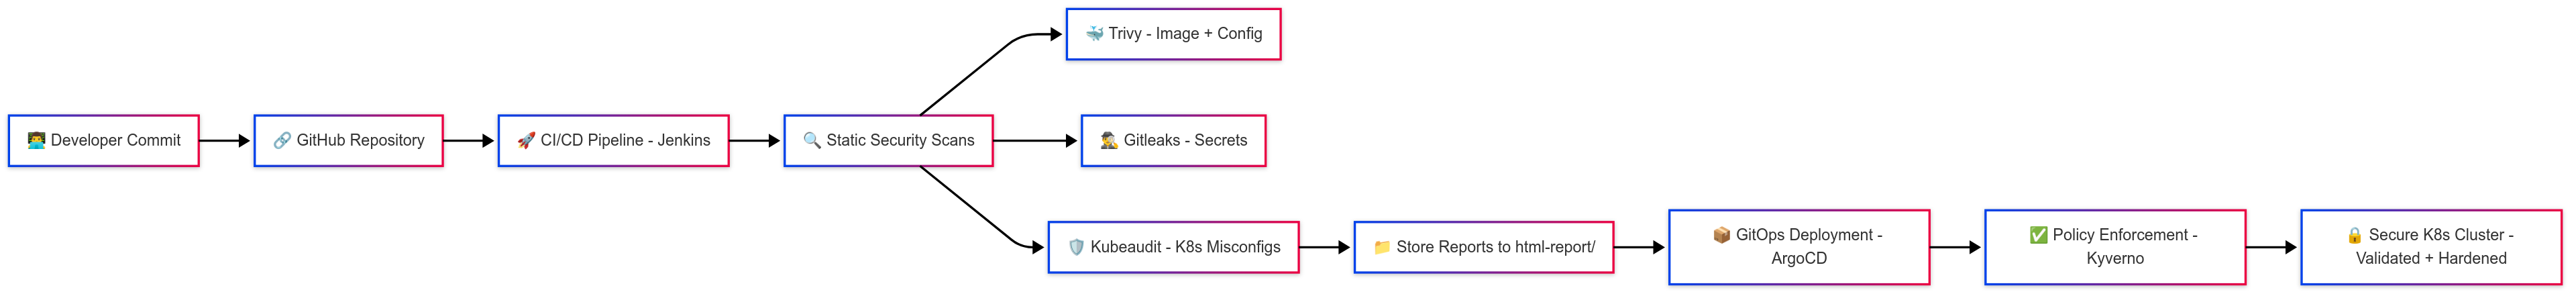 👨‍💻 Developer Commit
🔗 GitHub Repository
🚀 CI/CD Pipeline - Jenkins
🔍 Static Security Scans
🐳 Trivy - Image + Config
🕵️ Gitleaks - Secrets
🛡️ Kubeaudit - K8s Misconfigs
📁 Store Reports to html-report/
📦 GitOps Deployment -
ArgoCD
✅ Policy Enforcement -
Kyverno
🔒 Secure K8s Cluster -
Validated + Hardened